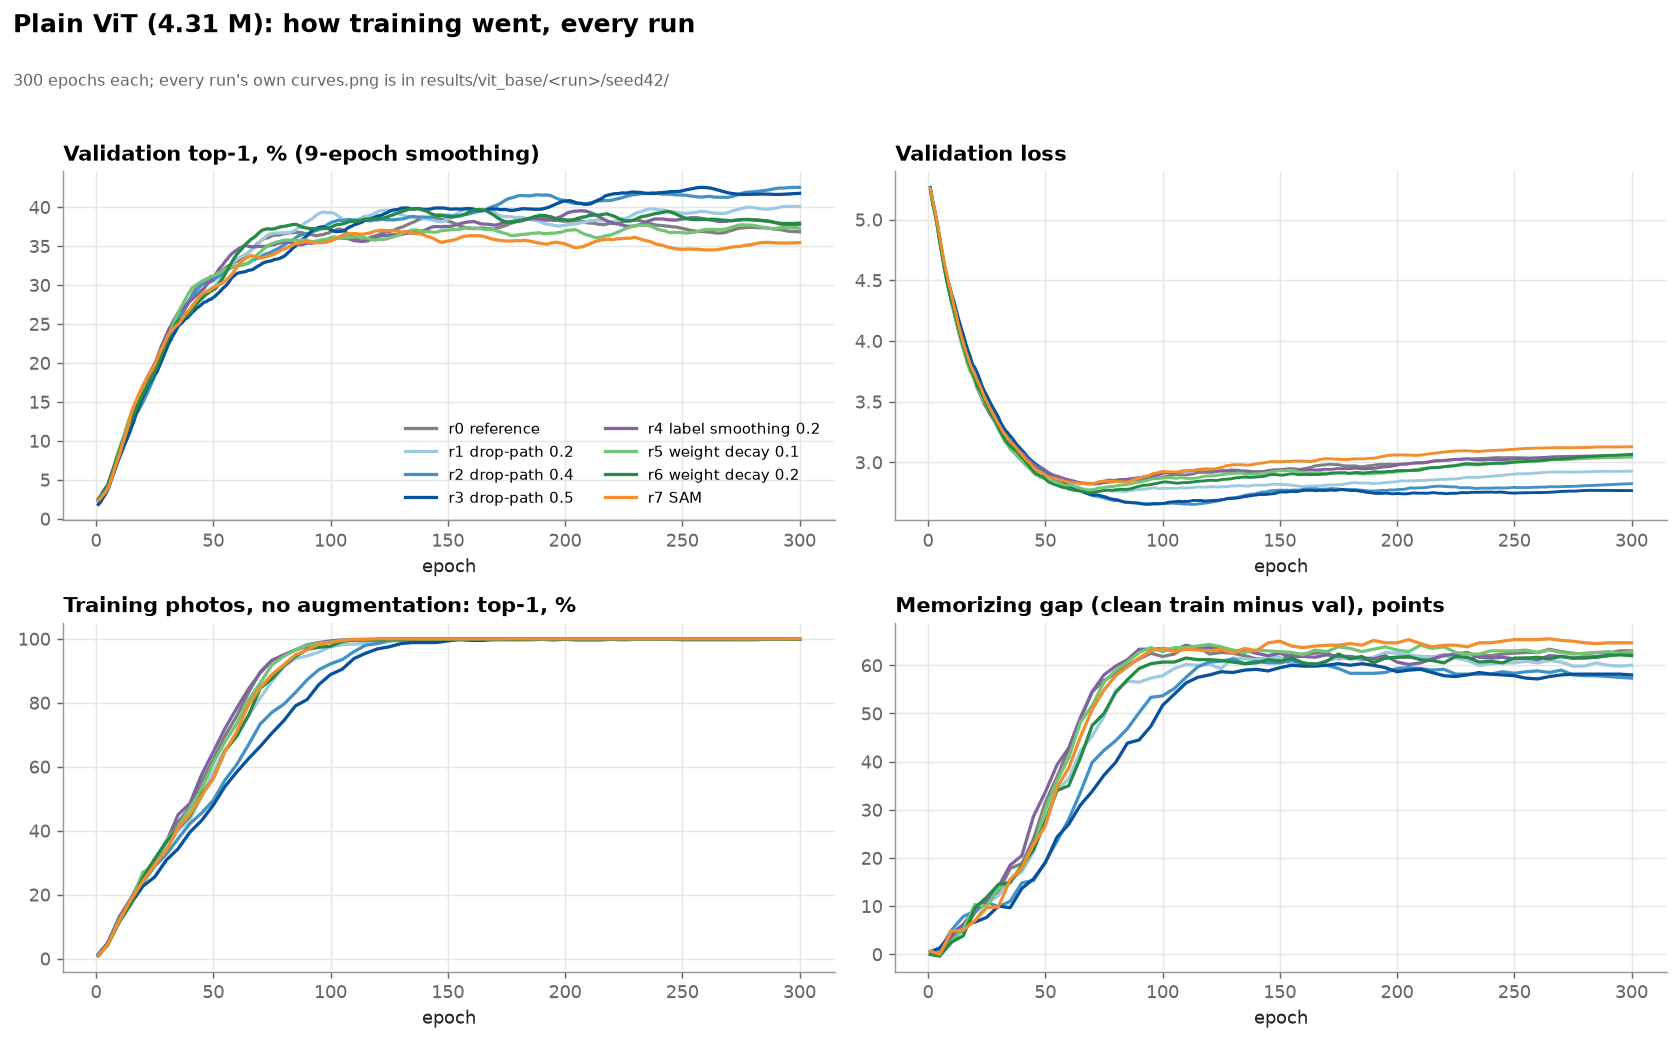 Plain ViT (4.31 M): how training went, every run
300 epochs each; every run's own curves.png is in results/vit_base/<run>/seed42/
Validation top-1, % (9-epoch smoothing)
40
35
30
25
20
15
10
5
0
r0 reference
r1 drop-path 0.2
r2 drop-path 0.4
r3 drop-path 0.5
r4 label smoothing 0.2
r5 weight decay 0.1
r6 weight decay 0.2
r7 SAM
0 50 100 150 200 250 300
epoch
Validation loss
5.0
4.5
4.0
3.5
3.0
0 50 100 150 200 250 300
epoch
Training photos, no augmentation: top-1, %
100
80
60
40
20
0
0 50 100 150 200 250 300
epoch
Memorizing gap (clean train minus val), points
60
50
40
30
20
10
0
0 50 100 150 200 250 300
epoch